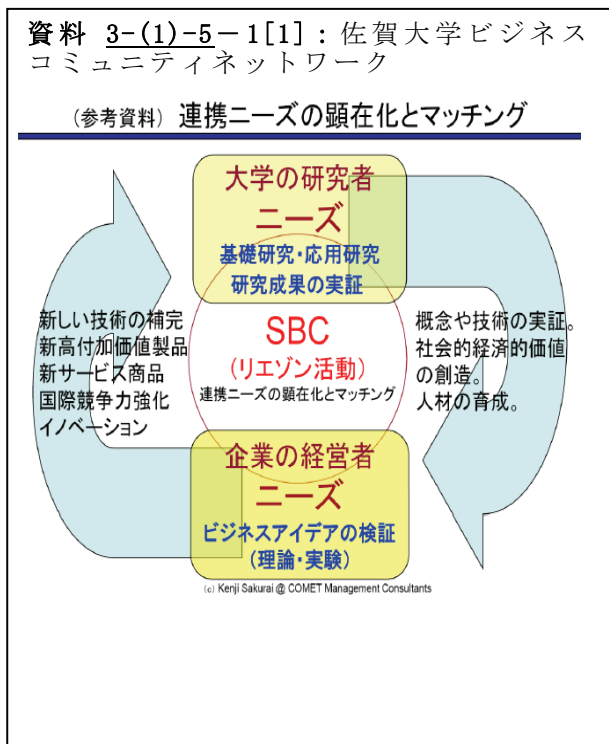 資料 3-(1)-5－1[1]：佐賀大学ビジネス
コミュニティネットワーク
(参考資料) 連携ニーズの顕在化とマッチング
大学の研究者
ニーズ
基礎研究・応用研究
研究成果の実証
新しい技術の補完
新高付加価値製品
新サービス商品
国際競争力強化
イノベーション
SBC
(リエゾン活動)
連携ニーズの顕在化とマッチング
概念や技術の実証。
社会的経済的価値
の創造。
人材の育成。
企業の経営者
ニーズ
ビジネスアイデアの検証
(理論・実験)
(c) Kenji Sakurai @ COMET Management Consultants